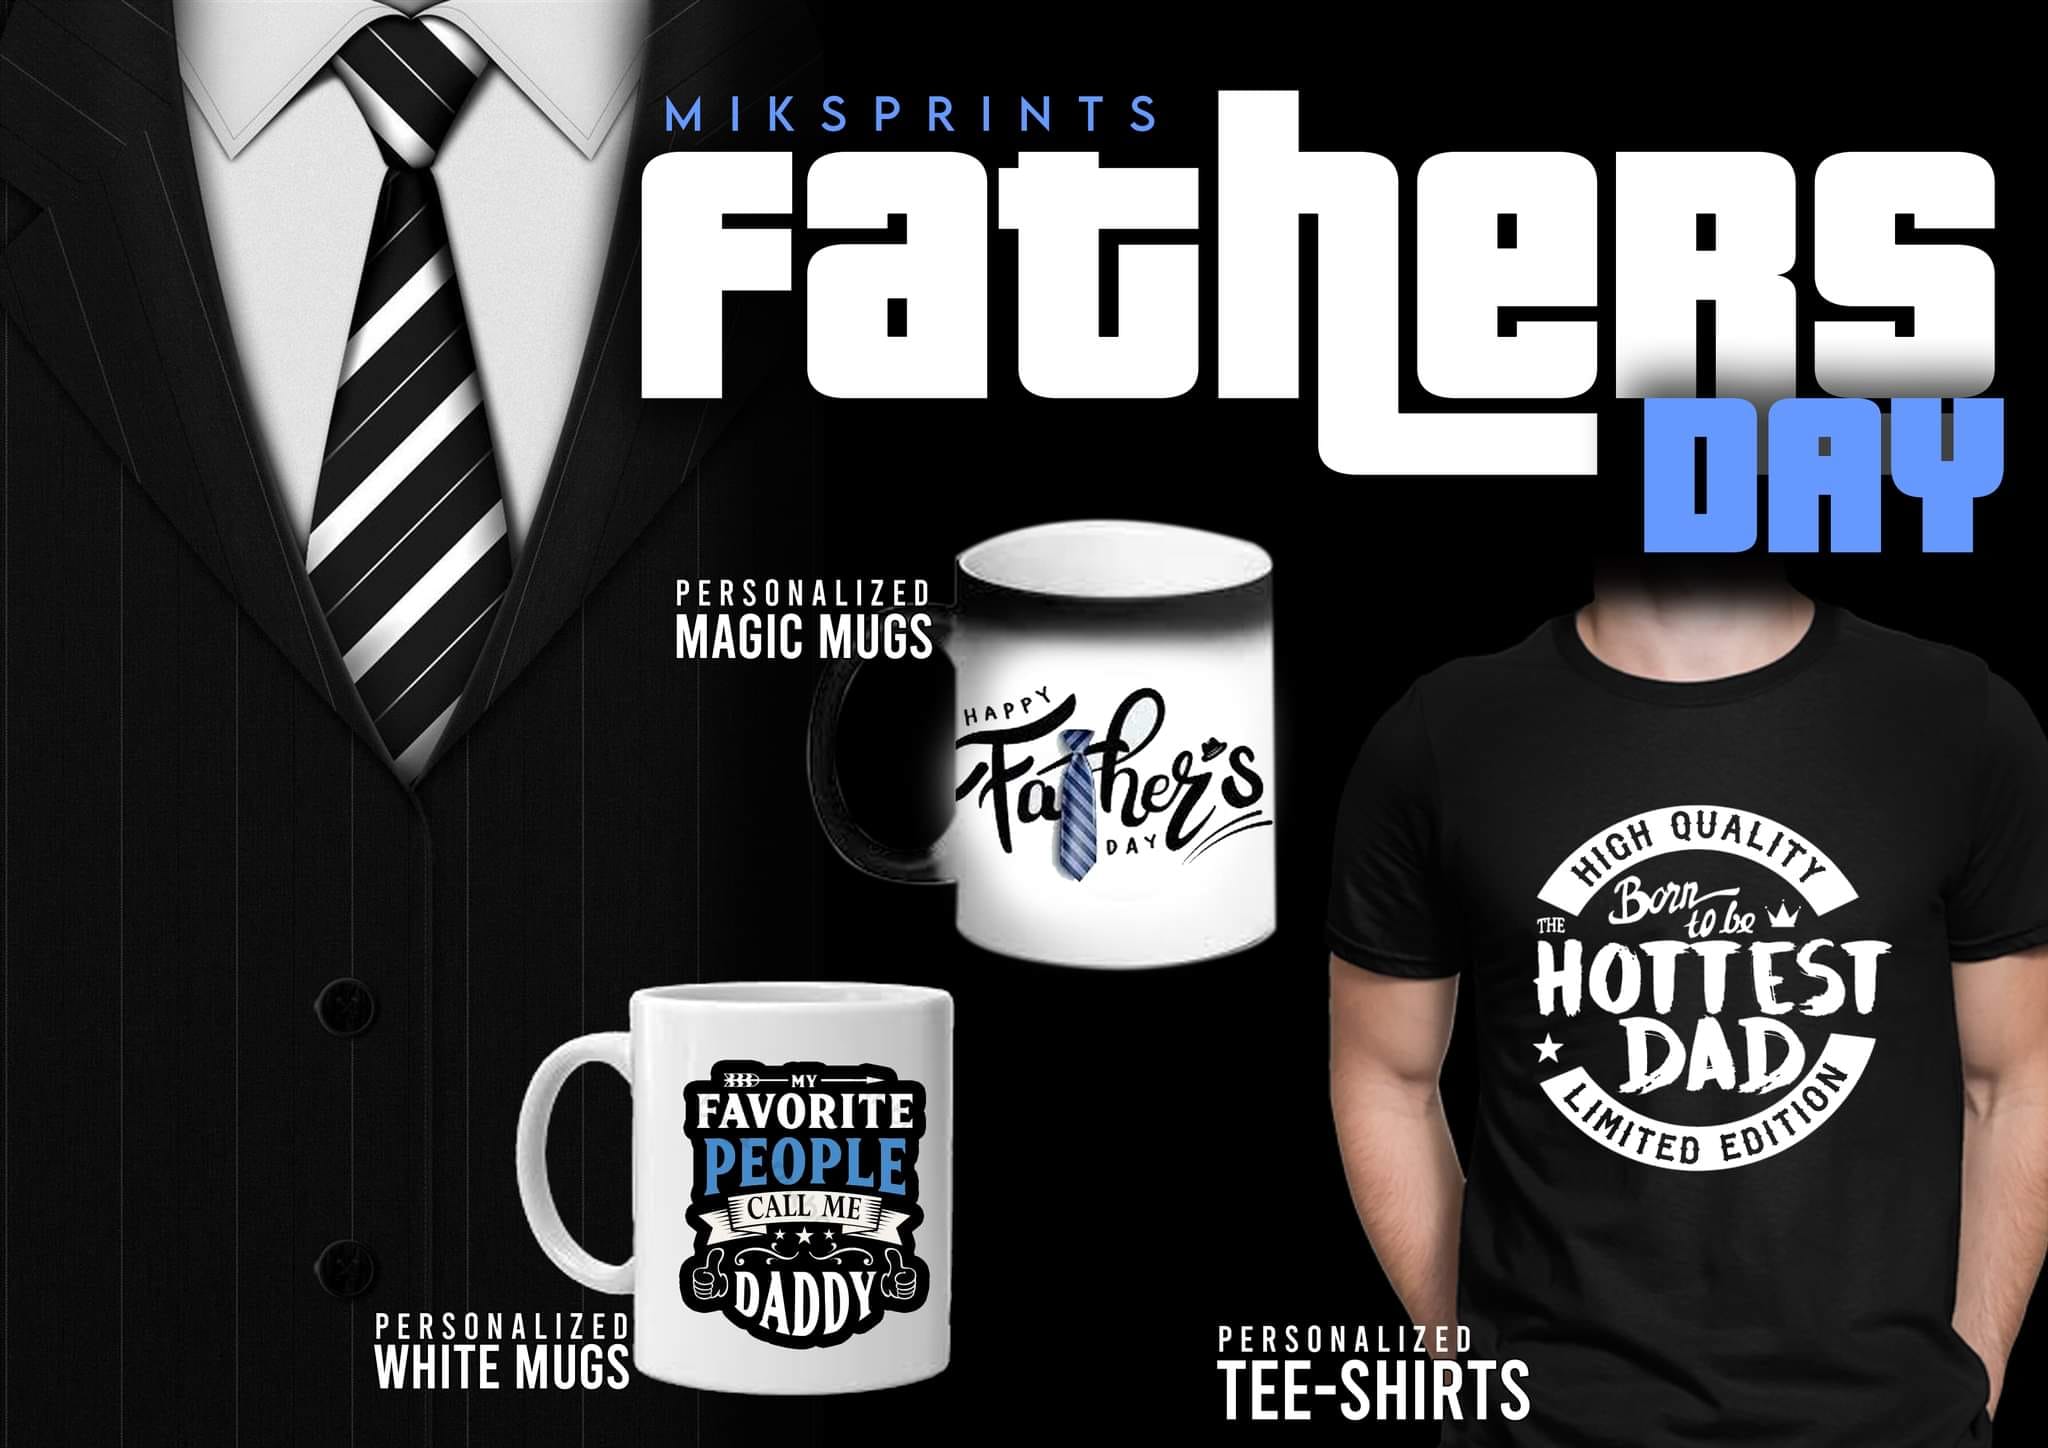 MIKSPRINTS
FatheRS
DAY
PERSONALIZED
MAGIC MUGS
HAPPY
Father's
DAY
HIGH QUALITY
Born
to be
THE
HOTTEST
DAD
LIMITED EDITION
MY
FAVORITE
PEOPLE
CALL ME
DADDY
PERSONALIZED
WHITE MUGS
PERSONALIZED
TEE-SHIRTS